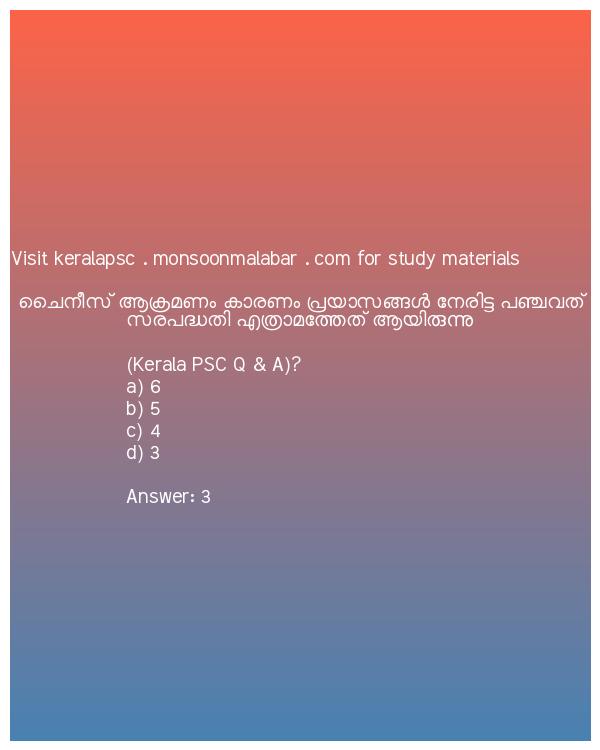 Visit keralapsc . monsoonmalabar . com for study materials
ചൈനീസ് ആക്രമണം കാരണം പ്രയാസങ്ങൾ നേരിട്ട പഞ്ചവത്
സരപദ്ധതി എത്രാമത്തേത് ആയിരുന്നു
(Kerala PSC Q & A)?
a) 6
b) 5
c) 4
d) 3
Answer: 3